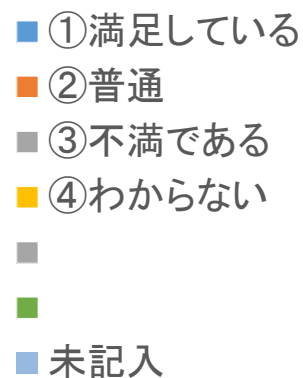 ①満足している
②普通
③不満である
④わからない
未記入